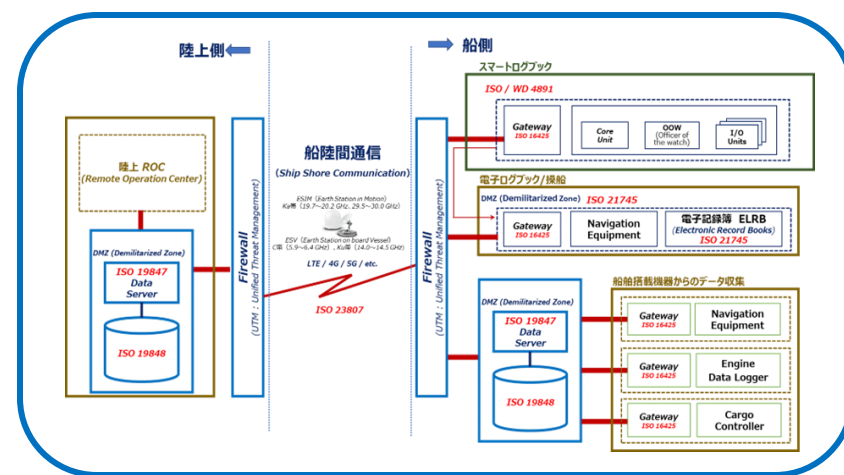 陸上側
船側
船陸間通信
(Ship Shore Communication)
ESIM (Earth Station in Motion)
Ka帯 (19.7~20.2 GHz, 29.5~30.0 GHz)
ESV (Earth Station on board Vessel)
C帯 (5.9~6.4 GHz) , Ku帯 (14.0~14.5 GHz)
LTE / 4G / 5G / etc.
ISO 23807
陸上 ROC
(Remote Operation Center)
DMZ (Demilitarized Zone)
ISO 19847
Data
Server
ISO 19848
Firewall
(UTM : Unified Threat Management)
Firewall
(UTM : Unified Threat Management)
スマートログブック
ISO / WD 4891
Gateway
ISO 16425
Core
Unit
OOW
(Officer of
the watch)
I/O
Units
電子ログブック/操船
DMZ (Demilitarized Zone)
ISO 21745
Gateway
ISO 16425
Navigation
Equipment
電子記録簿 ELRB
(Electronic Record Books)
ISO 21745
船舶搭載機器からのデータ収集
DMZ (Demilitarized Zone)
ISO 19847
Data
Server
ISO 19848
Gateway
ISO 16425
Navigation
Equipment
Gateway
ISO 16425
Engine
Data Logger
Gateway
ISO 16425
Cargo
Controller